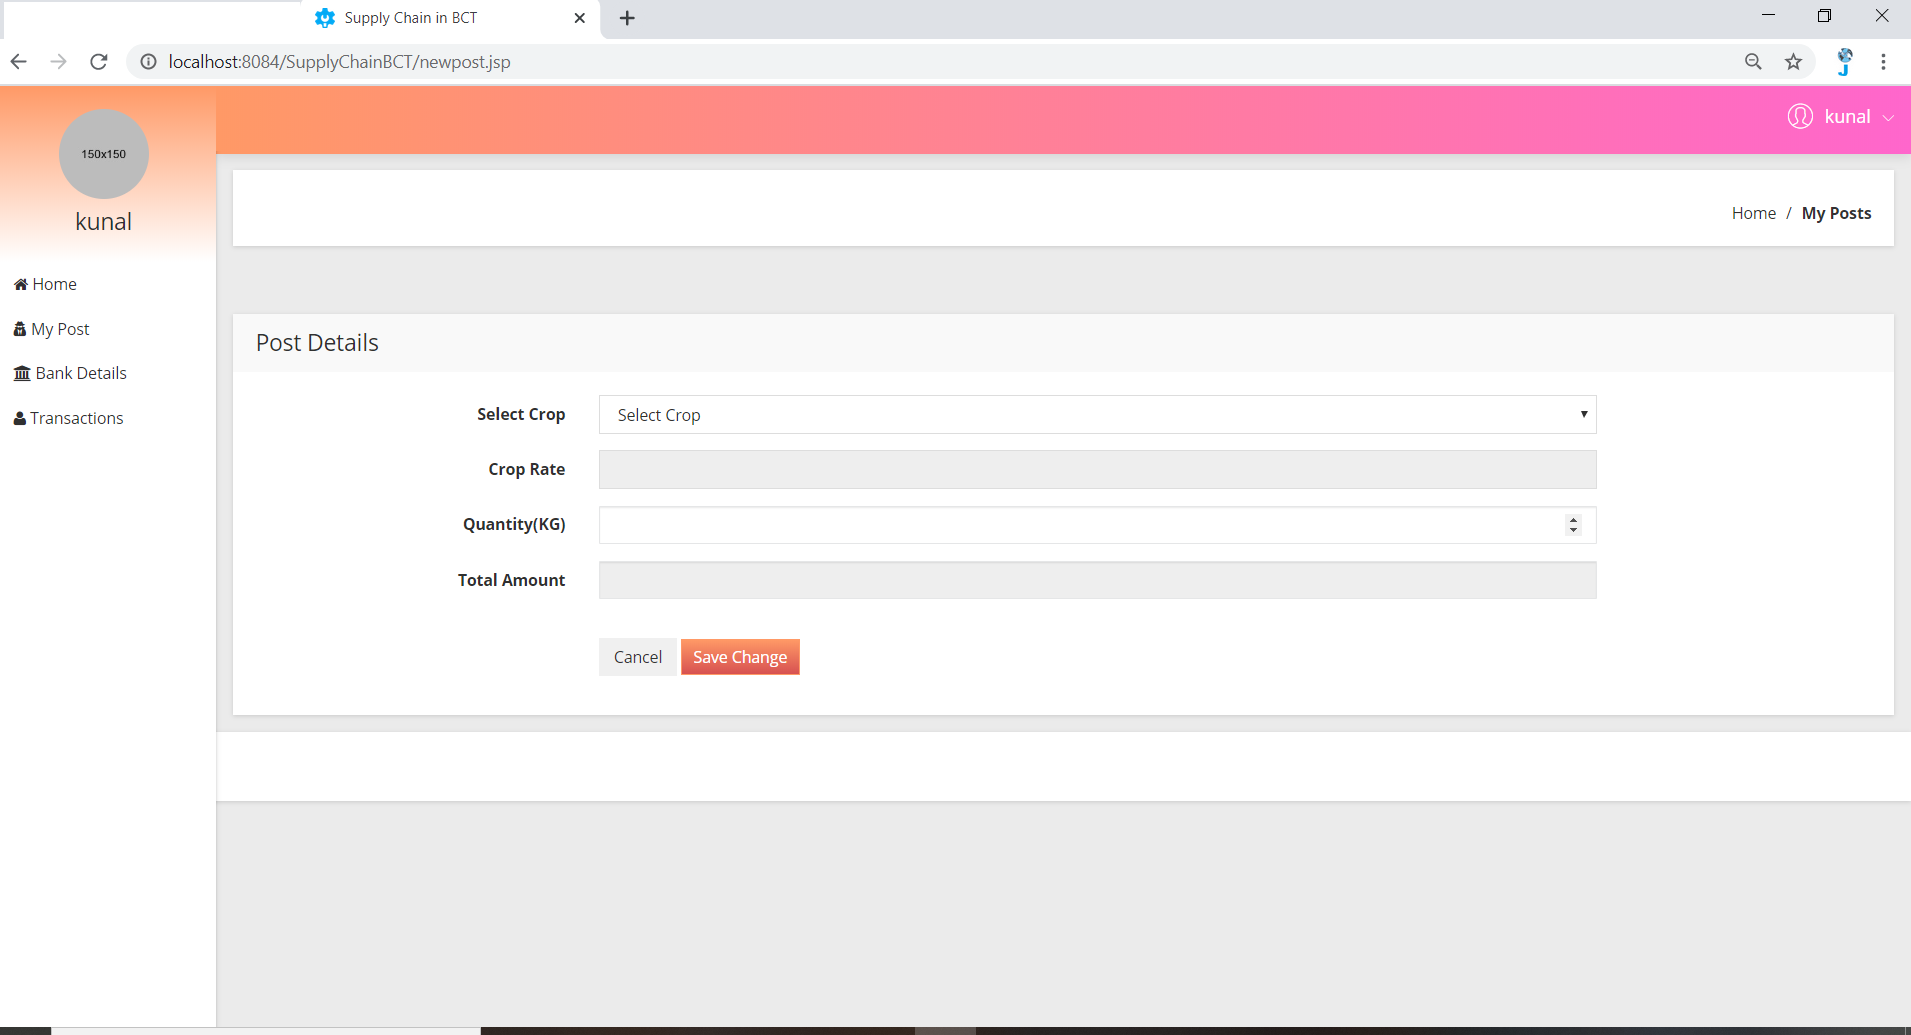 Supply Chain in BCT
localhost:8084/SupplyChainBCT/newpost.jsp
150x150
kunal
Home
My Post
Bank Details
Transactions
kunal
Home / My Posts
Post Details
Select Crop Select Crop
Crop Rate
Quantity(KG)
Total Amount
Cancel Save Change